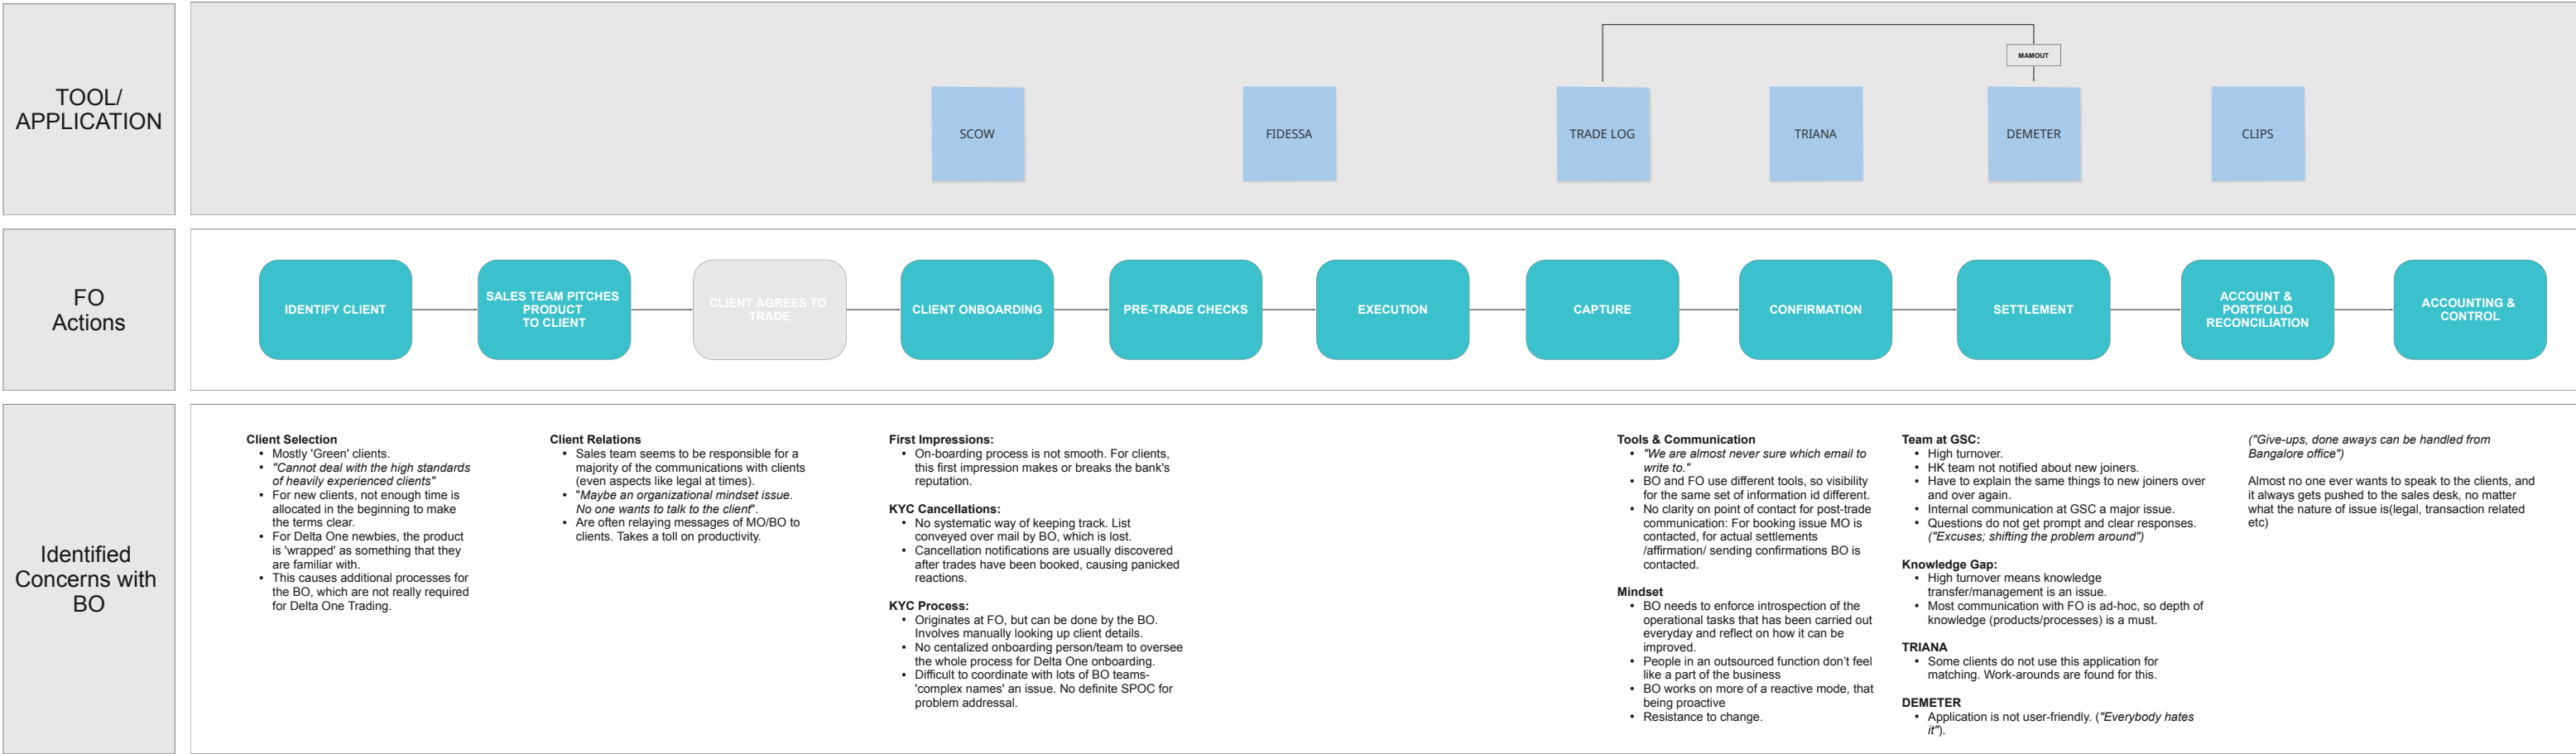 TOOL/
APPLICATION
MAMOUT
SCOW
FIDESSA
TRADE LOG
TRIANA
DEMETER
CLIPS
FO
Actions
IDENTIFY CLIENT
SALES TEAM PITCHES
PRODUCT
TO CLIENT
CLIENT AGREES TO
TRADE
CLIENT ONBOARDING
PRE-TRADE CHECKS
EXECUTION
CAPTURE
CONFIRMATION
SETTLEMENT
ACCOUNT &
PORTFOLIO
RECONCILIATION
ACCOUNTING &
CONTROL
Identified
Concerns with
BO
Client Selection
• Mostly 'Green' clients.
• "Cannot deal with the high standards
of heavily experienced clients"
• For new clients, not enough time is
allocated in the beginning to make
the terms clear.
• For Delta One newbies, the product
is 'wrapped' as something that they
are familiar with.
• This causes additional processes for
the BO, which are not really required
for Delta One Trading.
Client Relations
• Sales team seems to be responsible for a
majority of the communications with clients
(even aspects like legal at times).
• "Maybe an organizational mindset issue.
No one wants to talk to the client".
• Are often relaying messages of MO/BO to
clients. Takes a toll on productivity.
First Impressions:
• On-boarding process is not smooth. For clients,
this first impression makes or breaks the bank's
reputation.
KYC Cancellations:
• No systematic way of keeping track. List
conveyed over mail by BO, which is lost.
• Cancellation notifications are usually discovered
after trades have been booked, causing panicked
reactions.
KYC Process:
• Originates at FO, but can be done by the BO.
Involves manually looking up client details.
• No centalized onboarding person/team to oversee
the whole process for Delta One onboarding.
• Difficult to coordinate with lots of BO teams-
'complex names' an issue. No definite SPOC for
problem addressal.
Tools & Communication
• "We are almost never sure which email to
write to."
• BO and FO use different tools, so visibility
for the same set of information id different.
• No clarity on point of contact for post-trade
communication: For booking issue MO is
contacted, for actual settlements
/affirmation/ sending confirmations BO is
contacted.
Mindset
• BO needs to enforce introspection of the
operational tasks that has been carried out
everyday and reflect on how it can be
improved.
• People in an outsourced function don't feel
like a part of the business
• BO works on more of a reactive mode, that
being proactive
• Resistance to change.
Team at GSC:
• High turnover.
• HK team not notified about new joiners.
• Have to explain the same things to new joiners over
and over again.
• Internal communication at GSC a major issue.
• Questions do not get prompt and clear responses.
("Excuses; shifting the problem around")
Knowledge Gap:
• High turnover means knowledge
transfer/management is an issue.
• Most communication with FO is ad-hoc, so depth of
knowledge (products/processes) is a must.
TRIANA
• Some clients do not use this application for
matching. Work-arounds are found for this.
DEMETER
• Application is not user-friendly. ("Everybody hates
it").
("Give-ups, done aways can be handled from
Bangalore office")
Almost no one ever wants to speak to the clients, and
it always gets pushed to the sales desk, no matter
what the nature of issue is(legal, transaction related
etc)